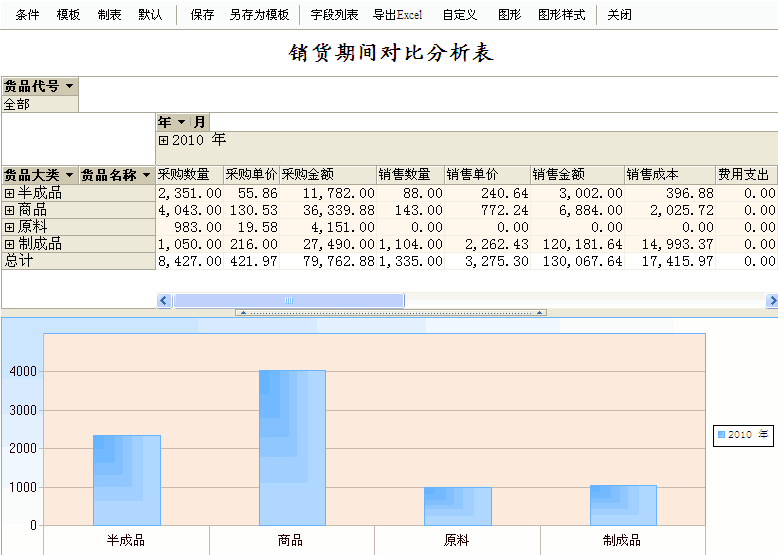 条件 模板 制表 默认 保存 另存为模板 字段列表 导出Excel 自定义 图形 图形样式 关闭
销货期间对比分析表
货品代号
全部
年 月
2010 年
货品大类 货品名称 采购数量 采购单价 采购金额 销售数量 销售单价 销售金额 销售成本 费用支出
半成品 2,351.00 55.86 11,782.00 88.00 240.64 3,002.00 396.88 0.00
商品 4,043.00 130.53 36,339.88 143.00 772.24 6,884.00 2,025.72 0.00
原料 983.00 19.58 4,151.00 0.00 0.00 0.00 0.00 0.00
制成品 1,050.00 216.00 27,490.00 1,104.00 2,262.43 120,181.64 14,993.37 0.00
总计 8,427.00 421.97 79,762.88 1,335.00 3,275.30 130,067.64 17,415.97 0.00
4000
3000
2000
1000
0
2010 年
半成品 商品 原料 制成品